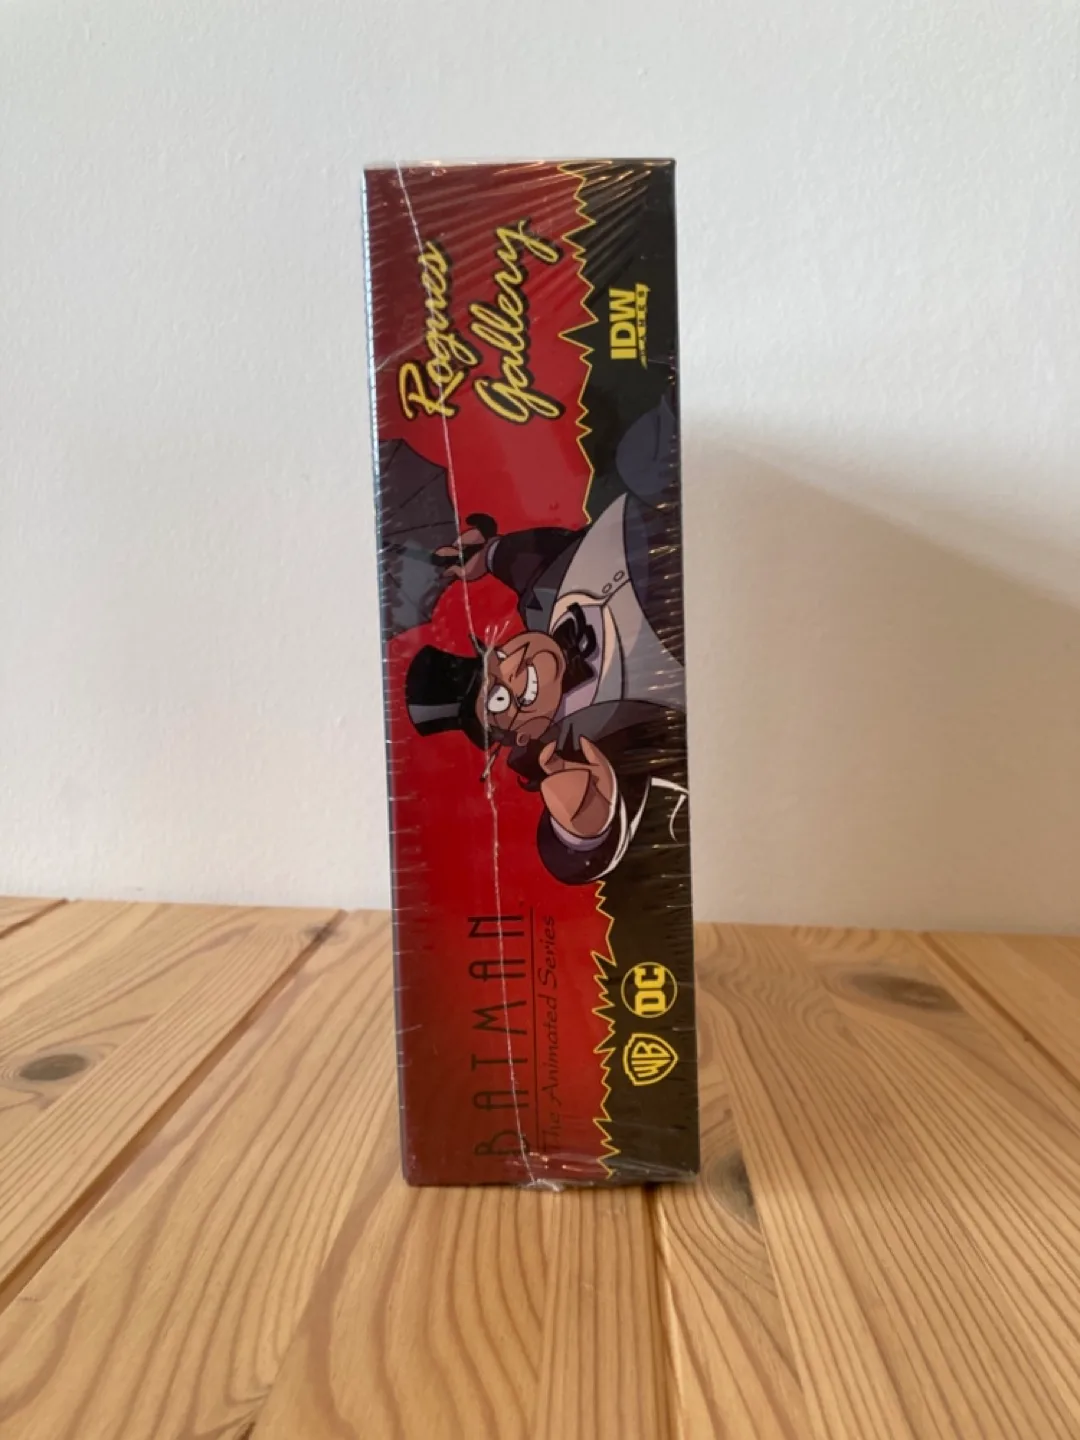 BATMAN
The Animated Series
Rogues
Gallery
WB
DC
IDW